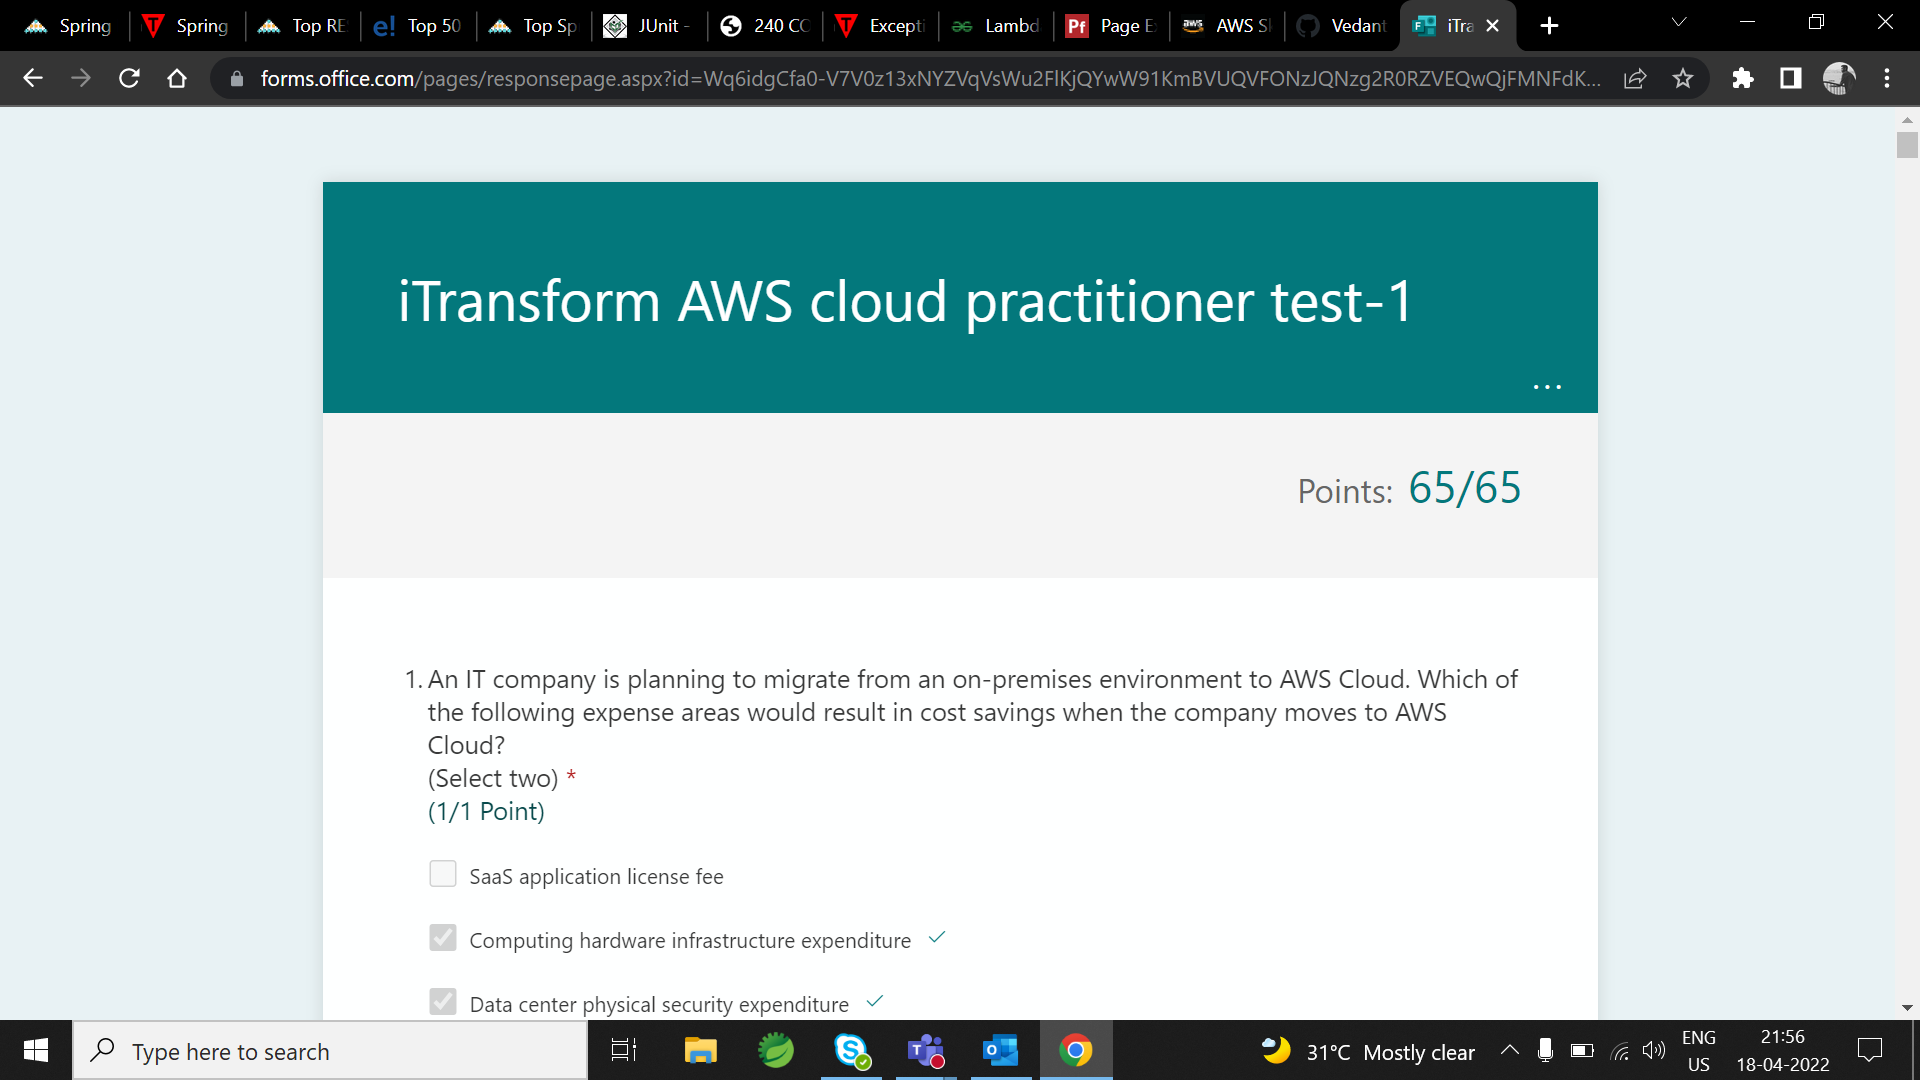 Spring
Spring
Top RE
Top 50
Top Sp
JUnit -
240 CC
Excepti
Lambd
Page E
AWS S
Vedant
iTra
forms.office.com/pages/responsepage.aspx?id=Wq6idgCfa0-V7V0z13xNYZVqVsWu2FlKjQYwW91KmBVUQVFONzJQNzg2R0RZVEQwQjFMNFdK...
iTransform AWS cloud practitioner test-1
...
Points: 65/65
1. An IT company is planning to migrate from an on-premises environment to AWS Cloud. Which of
the following expense areas would result in cost savings when the company moves to AWS
Cloud?
(Select two) *
(1/1 Point)
SaaS application license fee
Computing hardware infrastructure expenditure
Data center physical security expenditure
Type here to search
31°C Mostly clear
ENG
US
21:56
18-04-2022